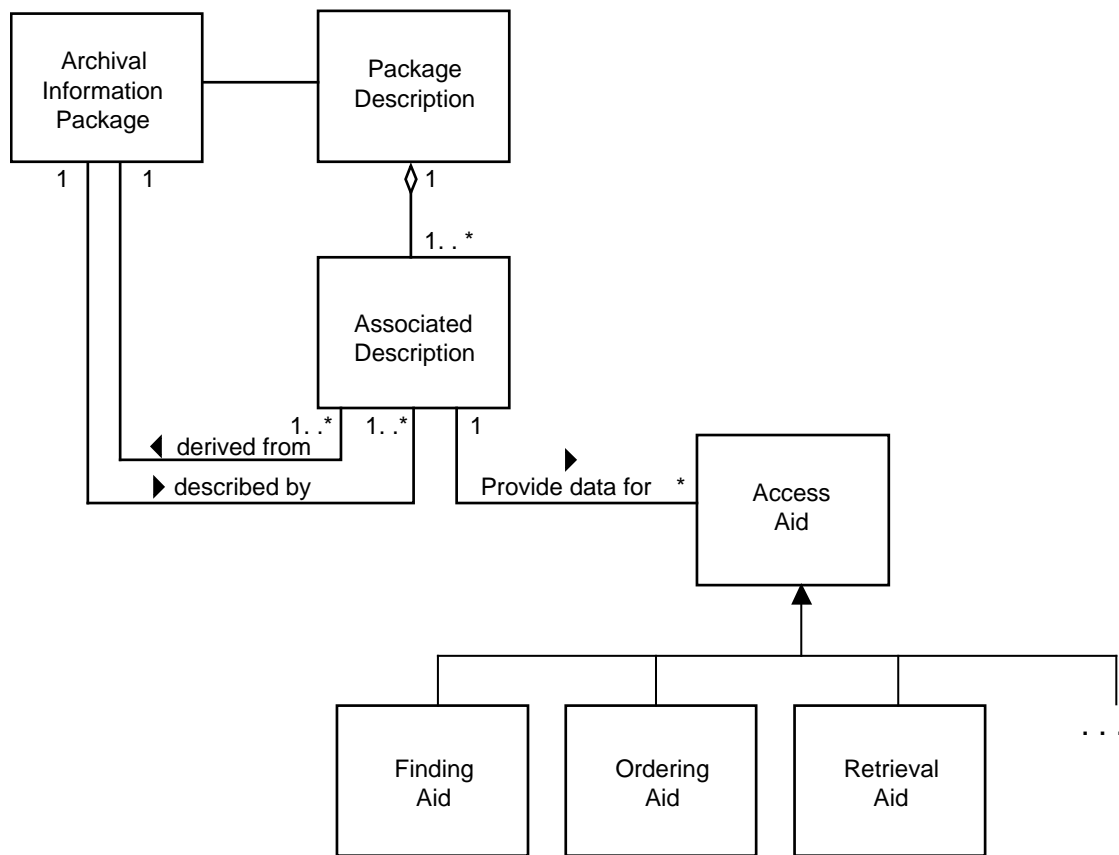 Archival
Information
Package
Package
Description
1
1
1
1. . *
Associated
Description
1. .*
1. .*
1
derived from
described by
Provide data for
*
Access
Aid
Finding
Aid
Ordering
Aid
Retrieval
Aid
. . .